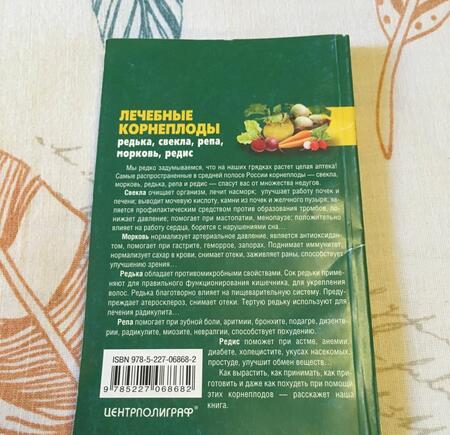 ЛЕЧЕБНЫЕ
КОРНЕПЛОДЫ
редька, свекла, репа,
морковь, редис
Мы редко задумываемся, что на наших грядках растет целая аптека!
Самые распространенные в средней полосе России корнеплоды — свекла,
морковь, редька, репа и редис — спасут вас от множества недугов.
Свекла очищает организм, лечит насморк; улучшает работу почек и
печени; выводит мочевую кислоту, камни из почек и желчного пузыря; явля-
ется профилактическим средством против образования тромбов, по-
нижает давление; помогает при мастопатии, менопаузе; положительно
влияет на работу сердца, борется с нарушениями сна...
Морковь нормализует артериальное давление, является антиоксидан-
том, помогает при гастрите, геморрое, запорах. Поднимает иммунитет,
нормализует сахар в крови, снимает отеки, заживляет раны, способствует
улучшению зрения...
Редька обладает противомикробными свойствами. Сок редьки приме-
няют для правильного функционирования кишечника, для укрепления
волос. Редька благотворно влияет на пищеварительную систему. Преду-
преждает атеросклероз, снимает отеки. Тертую редьку используют для
лечения радикулита...
Репа помогает при зубной боли, аритмии, бронхите, подагре, дизенте-
рии, радикулите, миозите, невралгии, способствует похудению...
Редис поможет при астме, анемии,
диабете, холецистите, укусах насекомых,
простуде, улучшит обмен веществ...
Как вырастить, как принимать, как при-
готовить и даже как похудеть при помощи
этих корнеплодов — расскажет наша
книга.
ISBN 978-5-227-06868-2
9 785227 068682
ЦЕНТРПОЛИГРАФ®